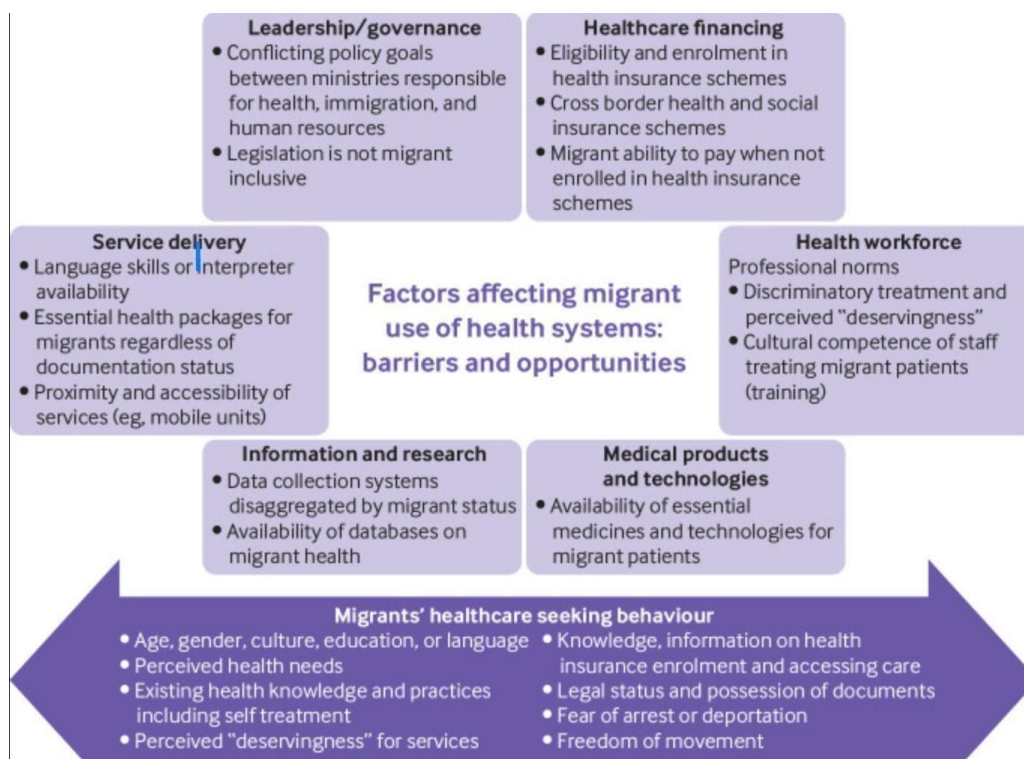 Leadership/governance
• Conflicting policy goals
between ministries responsible
for health, immigration, and
human resources
• Legislation is not migrant
inclusive
Healthcare financing
• Eligibility and enrolment in
health insurance schemes
• Cross border health and social
insurance schemes
• Migrant ability to pay when not
enrolled in health insurance
schemes
Service delivery
• Language skills or interpreter
availability
• Essential health packages for
migrants regardless of
documentation status
• Proximity and accessibility of
services (eg, mobile units)
Factors affecting migrant
use of health systems:
barriers and opportunities
Health workforce
Professional norms
• Discriminatory treatment and
perceived “deservingness”
• Cultural competence of staff
treating migrant patients
(training)
Information and research
• Data collection systems
disaggregated by migrant status
• Availability of databases on
migrant health
Medical products
and technologies
• Availability of essential
medicines and technologies for
migrant patients
Migrants’ healthcare seeking behaviour
• Age, gender, culture, education, or language
• Perceived health needs
• Existing health knowledge and practices
including self treatment
• Perceived “deservingness” for services
• Knowledge, information on health
insurance enrolment and accessing care
• Legal status and possession of documents
• Fear of arrest or deportation
• Freedom of movement